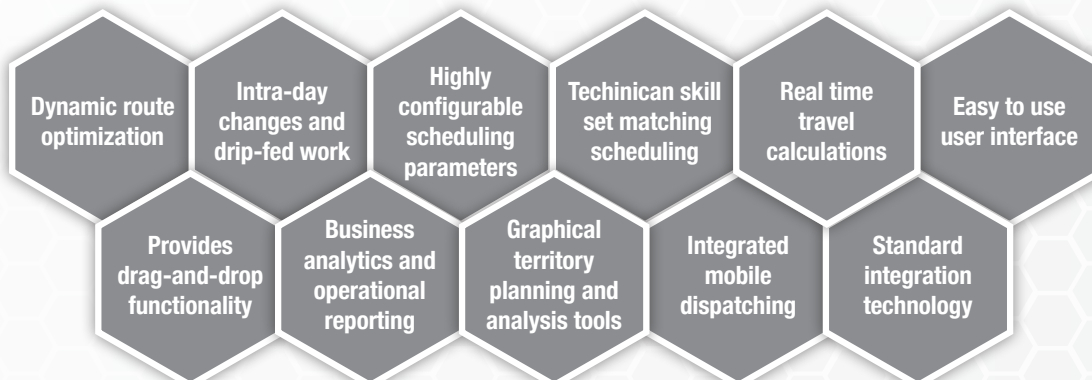 Dynamic route
optimization
Intra-day
changes and
drip-fed work
Highly
configurable
scheduling
parameters
Techinican skill
set matching
scheduling
Real time
travel
calculations
Easy to use
user interface
Provides
drag-and-drop
functionality
Business
analytics and
operational
reporting
Graphical
territory
planning and
analysis tools
Integrated
mobile
dispatching
Standard
integration
technology